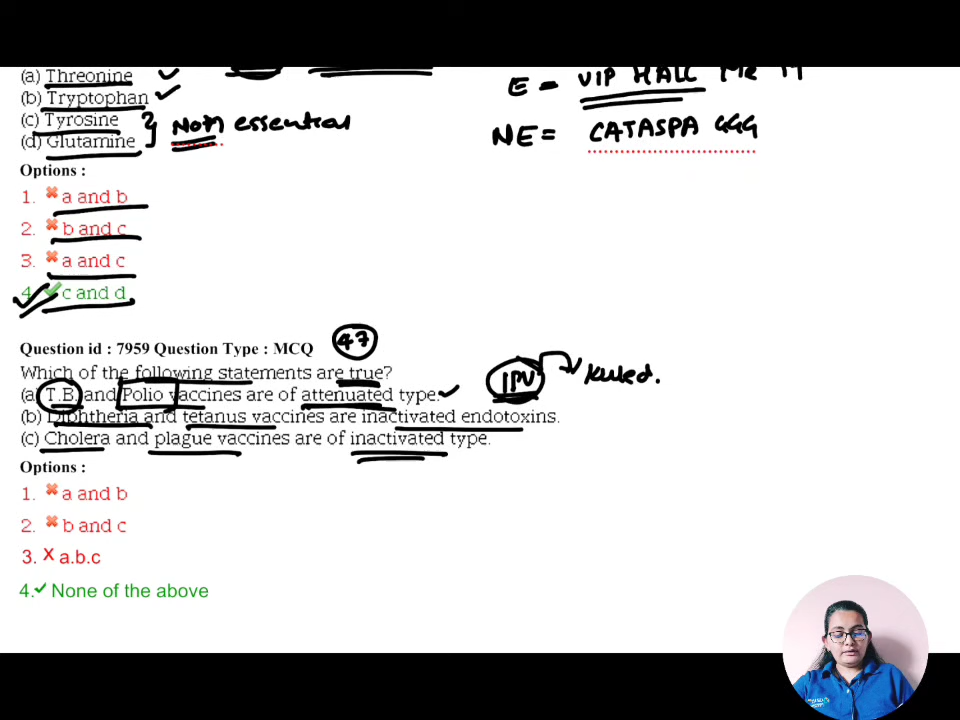 (a) Threonine
(b) Tryptophan
(c) Tyrosine
(d) Glutamine
Non essential
E = VIP HALL
NE = CATASPA GGG
Options :
1. a and b
2. b and c
3. a and c
4. c and d
Question id : 7959 Question Type : MCQ
47
Which of the following statements are true?
(a) T.B. and Polio vaccines are of attenuated type.
IPV
killed.
(b) Diphtheria and tetanus vaccines are inactivated endotoxins.
(c) Cholera and plague vaccines are of inactivated type.
Options :
1. a and b
2. b and c
3. x a.b.c
4. None of the above